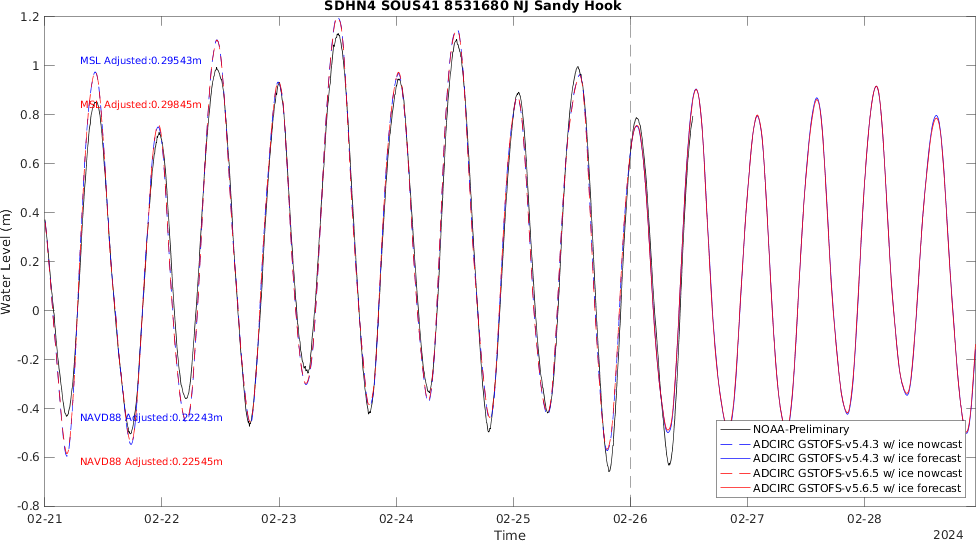 SDHN4 SOUS41 8531680 NJ Sandy Hook
1.2
1
0.8
0.6
0.4
0.2
0
-0.2
-0.4
-0.6
-0.8
Water Level (m)
MSL Adjusted:0.29543m
MSL Adjusted:0.29845m
NAVD88 Adjusted:0.22243m
NAVD88 Adjusted:0.22545m
NOAA-Preliminary
ADCIRC GSTOFS-v5.4.3 w/ ice nowcast
ADCIRC GSTOFS-v5.4.3 w/ ice forecast
ADCIRC GSTOFS-v5.6.5 w/ ice nowcast
ADCIRC GSTOFS-v5.6.5 w/ ice forecast
02-21 02-22 02-23 02-24 02-25 02-26 02-27 02-28
Time
2024